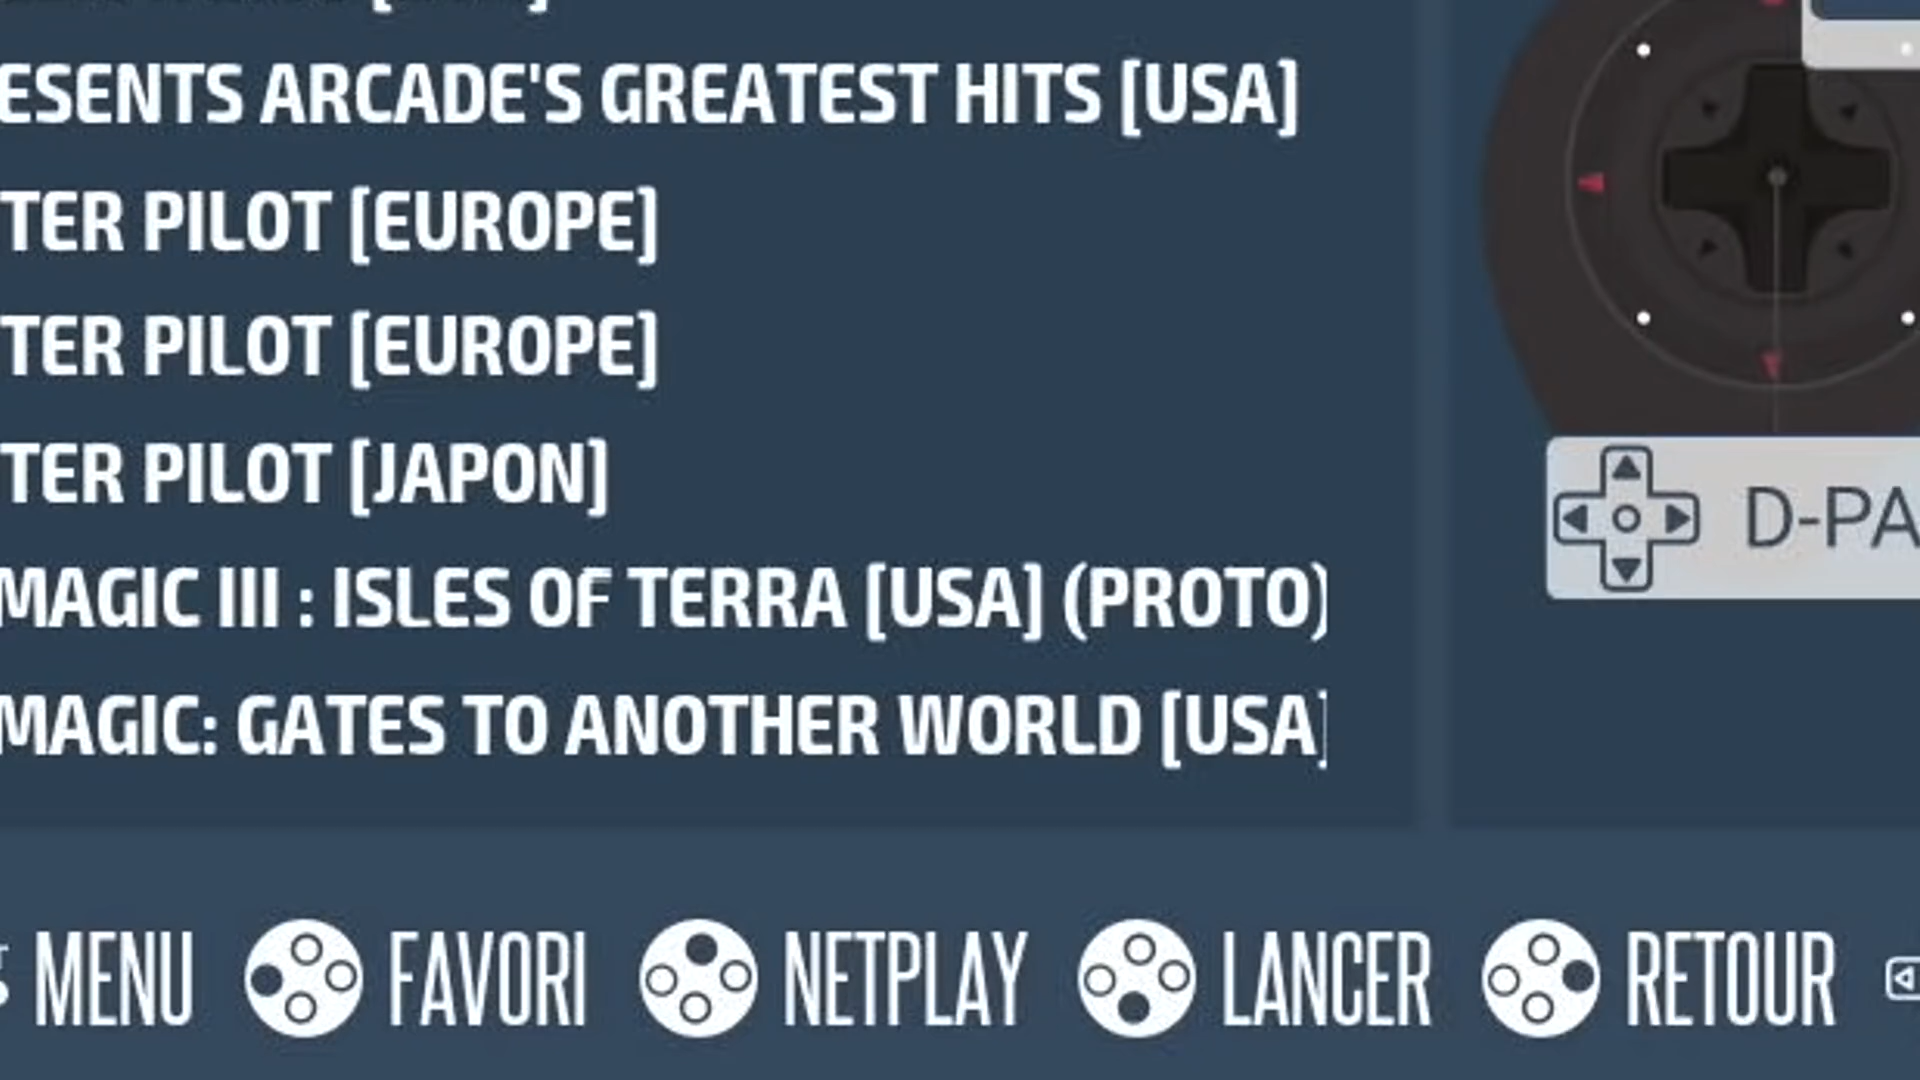 ESENTS ARCADE'S GREATEST HITS [USA]
TER PILOT [EUROPE]
TER PILOT [EUROPE]
TER PILOT [JAPON]
MAGIC III : ISLES OF TERRA [USA] (PROTO)
MAGIC: GATES TO ANOTHER WORLD [USA]
D-PA
MENU FAVORI NETPLAY LANCER RETOUR